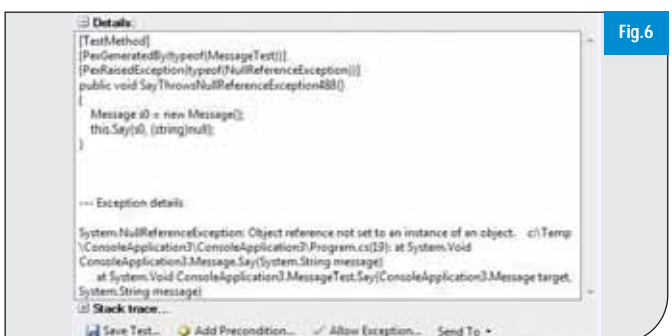 Fig.6
Details:
[TestMethod]
[PexGeneratedBy(typeof(MessageTest))]
[PexRaisedException(typeof(NullReferenceException))]
public void SayThrowsNullReferenceException488()
{
Message s0 = new Message();
this.Say(s0, (string)null);
}
--- Exception details
System.NullReferenceException: Object reference not set to an instance of an object. c:\Temp
\ConsoleApplication3\ConsoleApplication3\Program.cs(19): at System.Void
ConsoleApplication3.Message.Say(System.String message)
at System.Void ConsoleApplication3.MessageTest.Say(ConsoleApplication3.Message target,
System.String message)
Stack trace...
Save Test... Add Precondition... Allow Exception... Send To